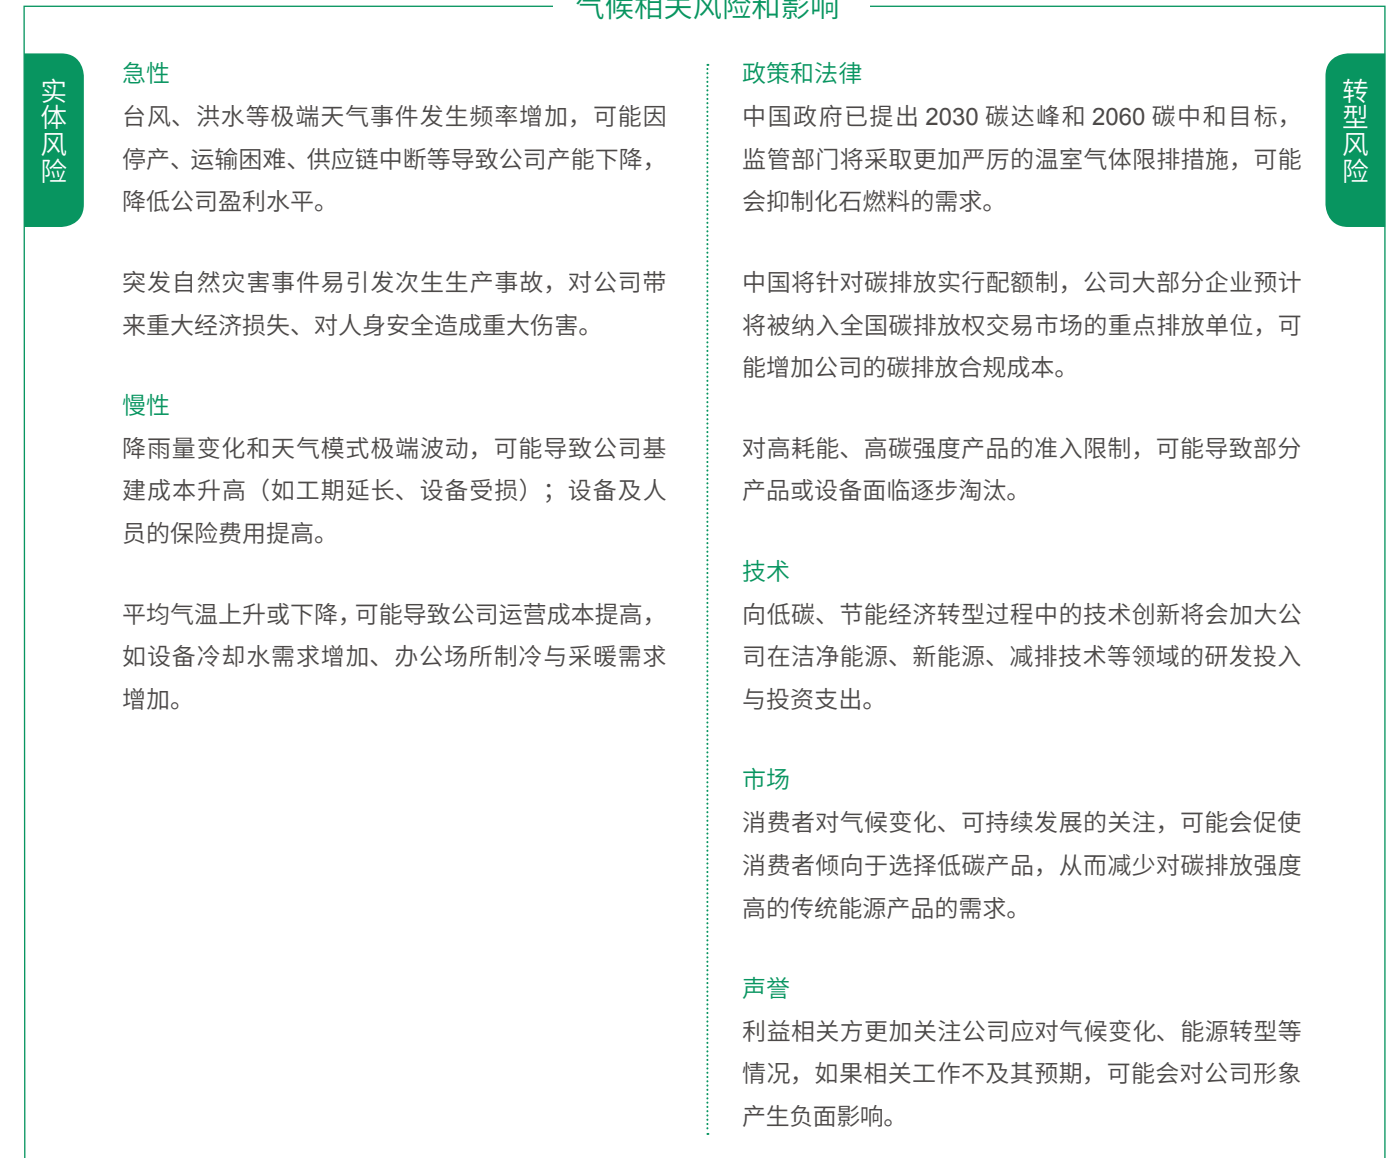 气候相关风险和影响
实体风险
急性
台风、洪水等极端天气事件发生频率增加，可能因
停产、运输困难、供应链中断等导致公司产能下降，
降低公司盈利水平。
突发自然灾害事件易引发次生生产事故，对公司带
来重大经济损失、对人身安全造成重大伤害。
慢性
降雨量变化和天气模式极端波动，可能导致公司基
建成本升高（如工期延长、设备受损）；设备及人
员的保险费用提高。
平均气温上升或下降，可能导致公司运营成本提高，
如设备冷却水需求增加、办公场所制冷与采暖需求
增加。
转型风险
政策和法律
中国政府已提出 2030 碳达峰和 2060 碳中和目标，
监管部门将采取更加严厉的温室气体限排措施，可能
会抑制化石燃料的需求。
中国将针对碳排放实行配额制，公司大部分企业预计
将被纳入全国碳排放权交易市场的重点排放单位，可
能增加公司的碳排放合规成本。
对高耗能、高碳强度产品的准入限制，可能导致部分
产品或设备面临逐步淘汰。
技术
向低碳、节能经济转型过程中的技术创新将会加大公
司在洁净能源、新能源、减排技术等领域的研发投入
与投资支出。
市场
消费者对气候变化、可持续发展的关注，可能会促使
消费者倾向于选择低碳产品，从而减少对碳排放强度
高的传统能源产品的需求。
声誉
利益相关方更加关注公司应对气候变化、能源转型等
情况，如果相关工作不及其预期，可能会对公司形象
产生负面影响。